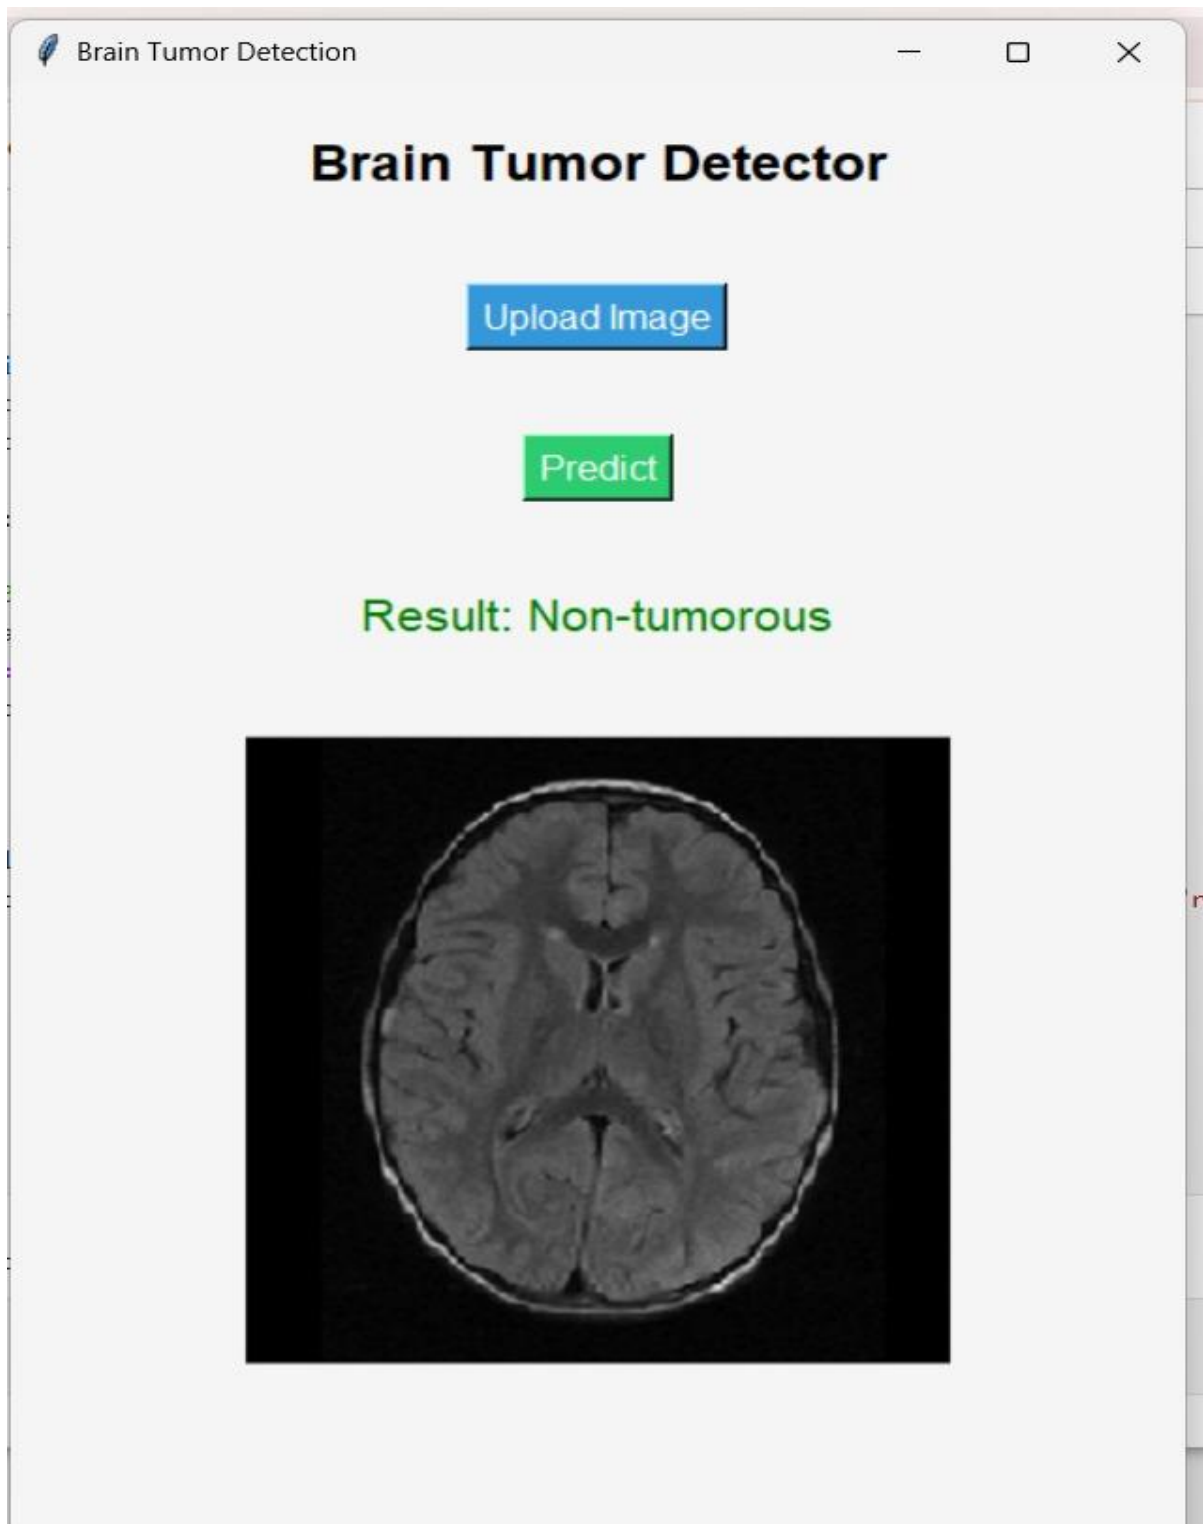 Brain Tumor Detection
Brain Tumor Detector
Upload Image
Predict
Result: Non-tumorous